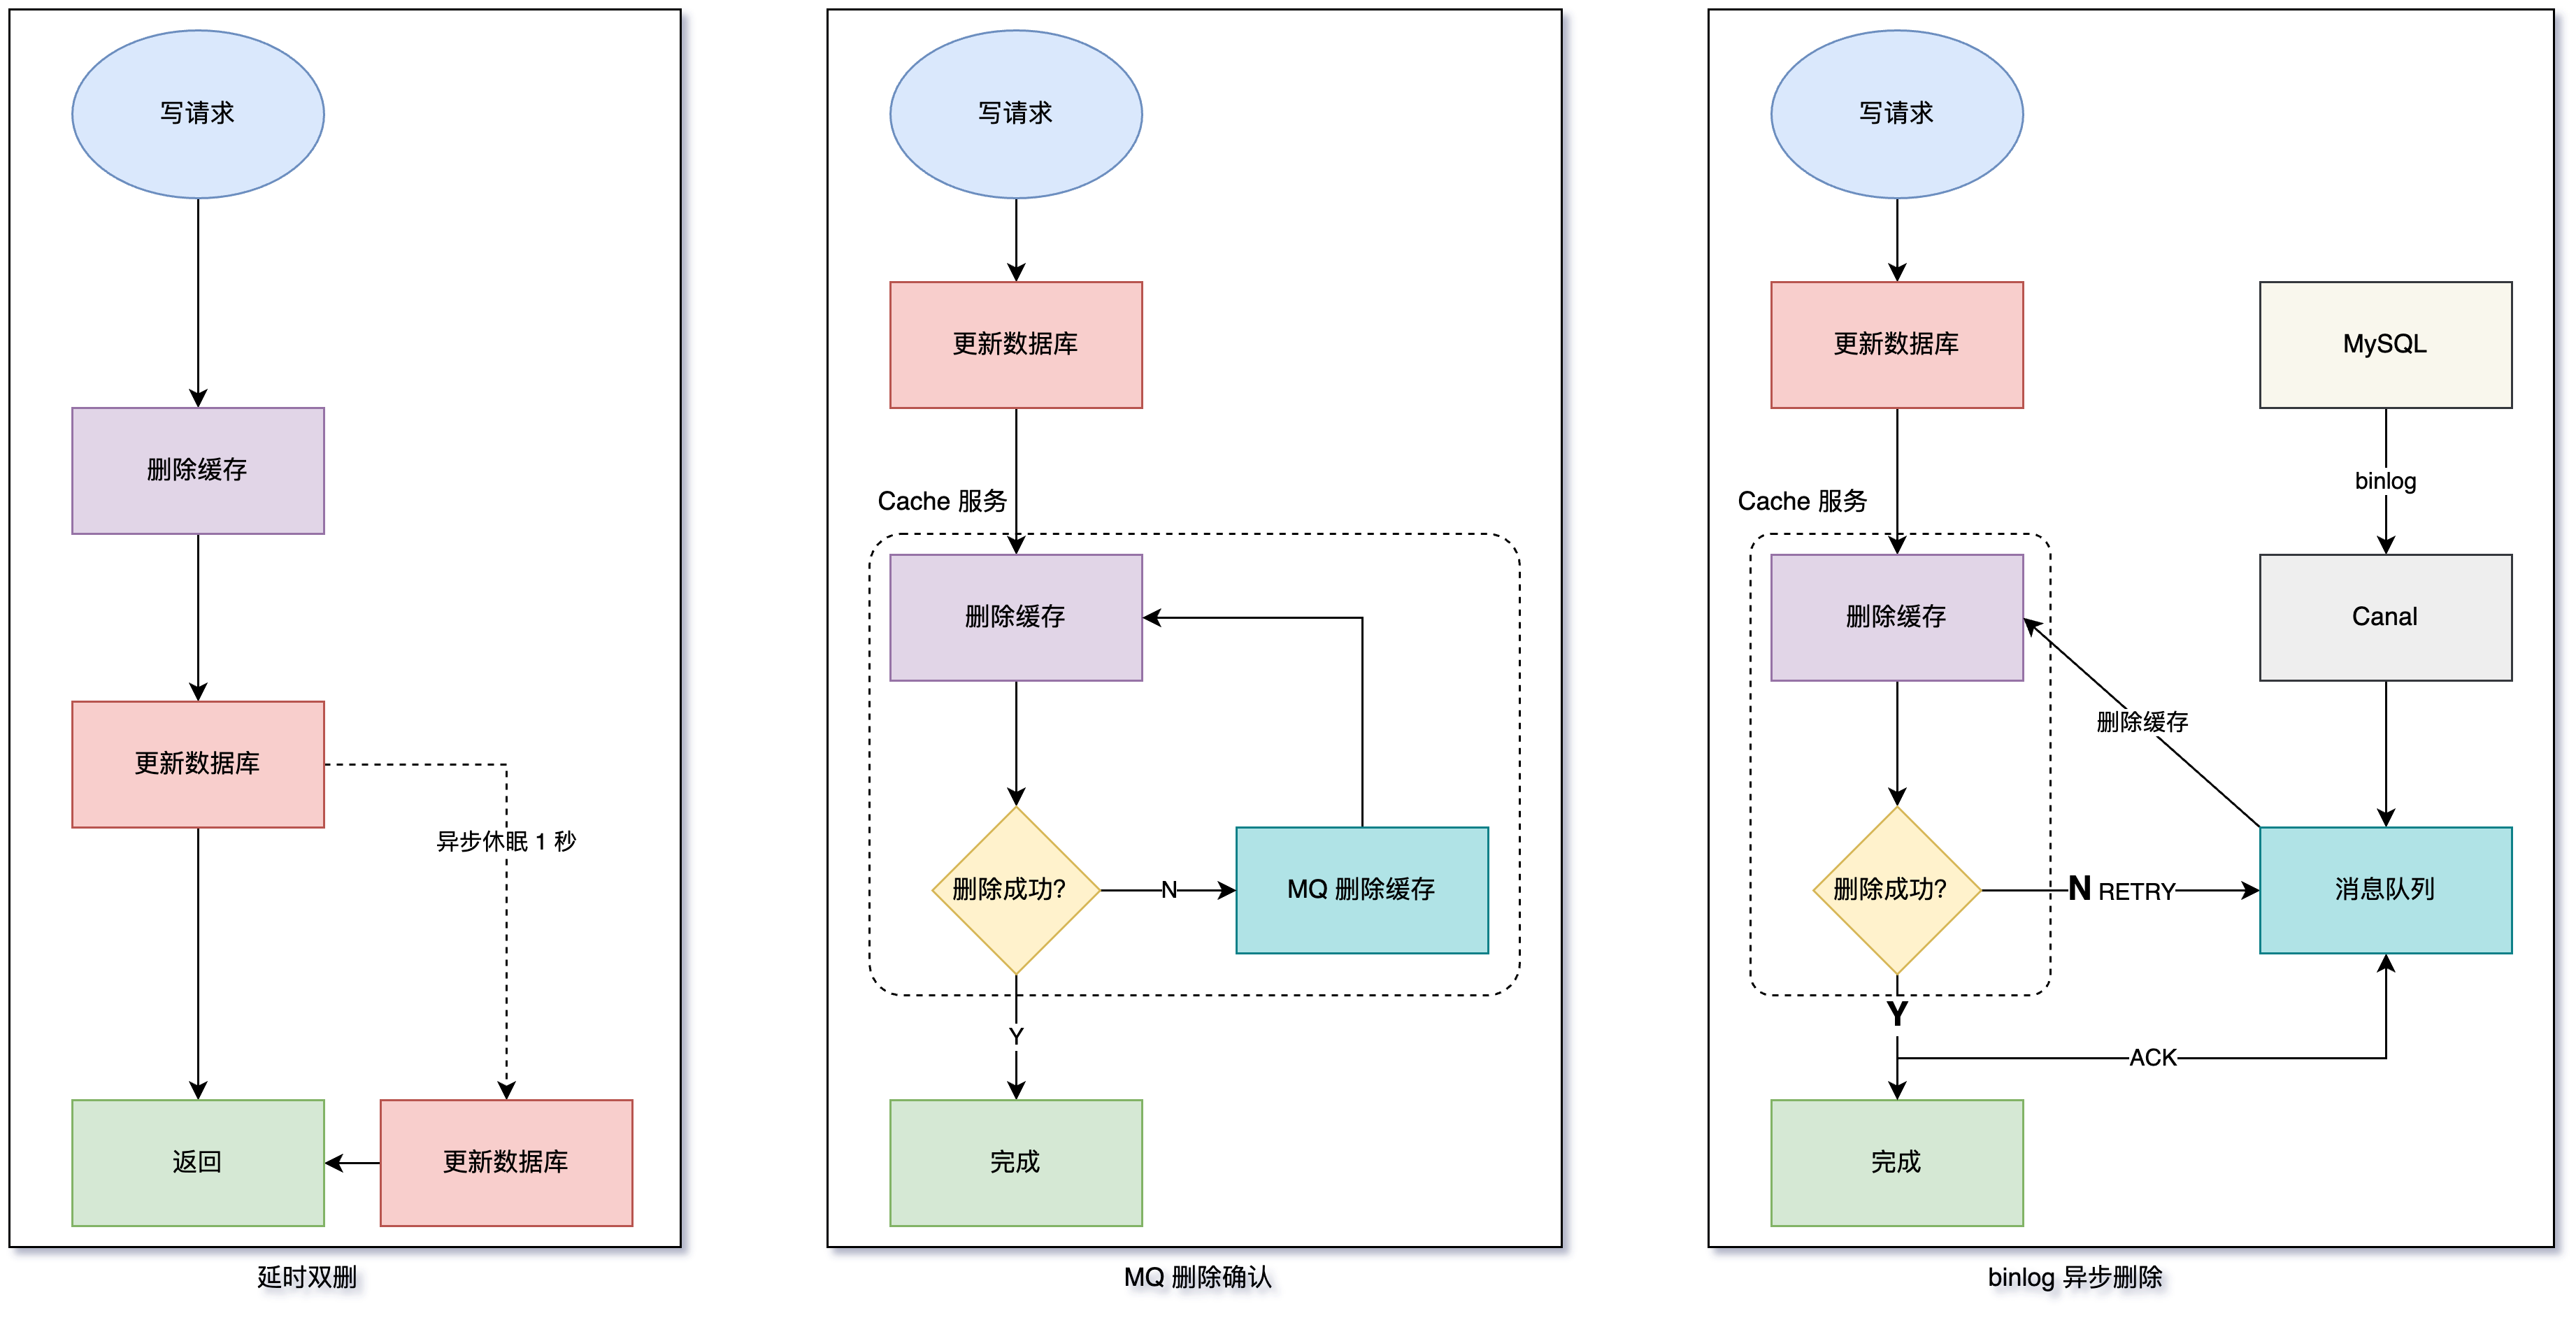 写请求
删除缓存
更新数据库
异步休眠 1 秒
返回
更新数据库
延时双删
写请求
更新数据库
Cache 服务
删除缓存
删除成功?
N
MQ 删除缓存
Y
完成
MQ 删除确认
写请求
更新数据库
MySQL
binlog
Cache 服务
删除缓存
Canal
删除缓存
删除成功?
N RETRY
消息队列
Y
ACK
完成
binlog 异步删除